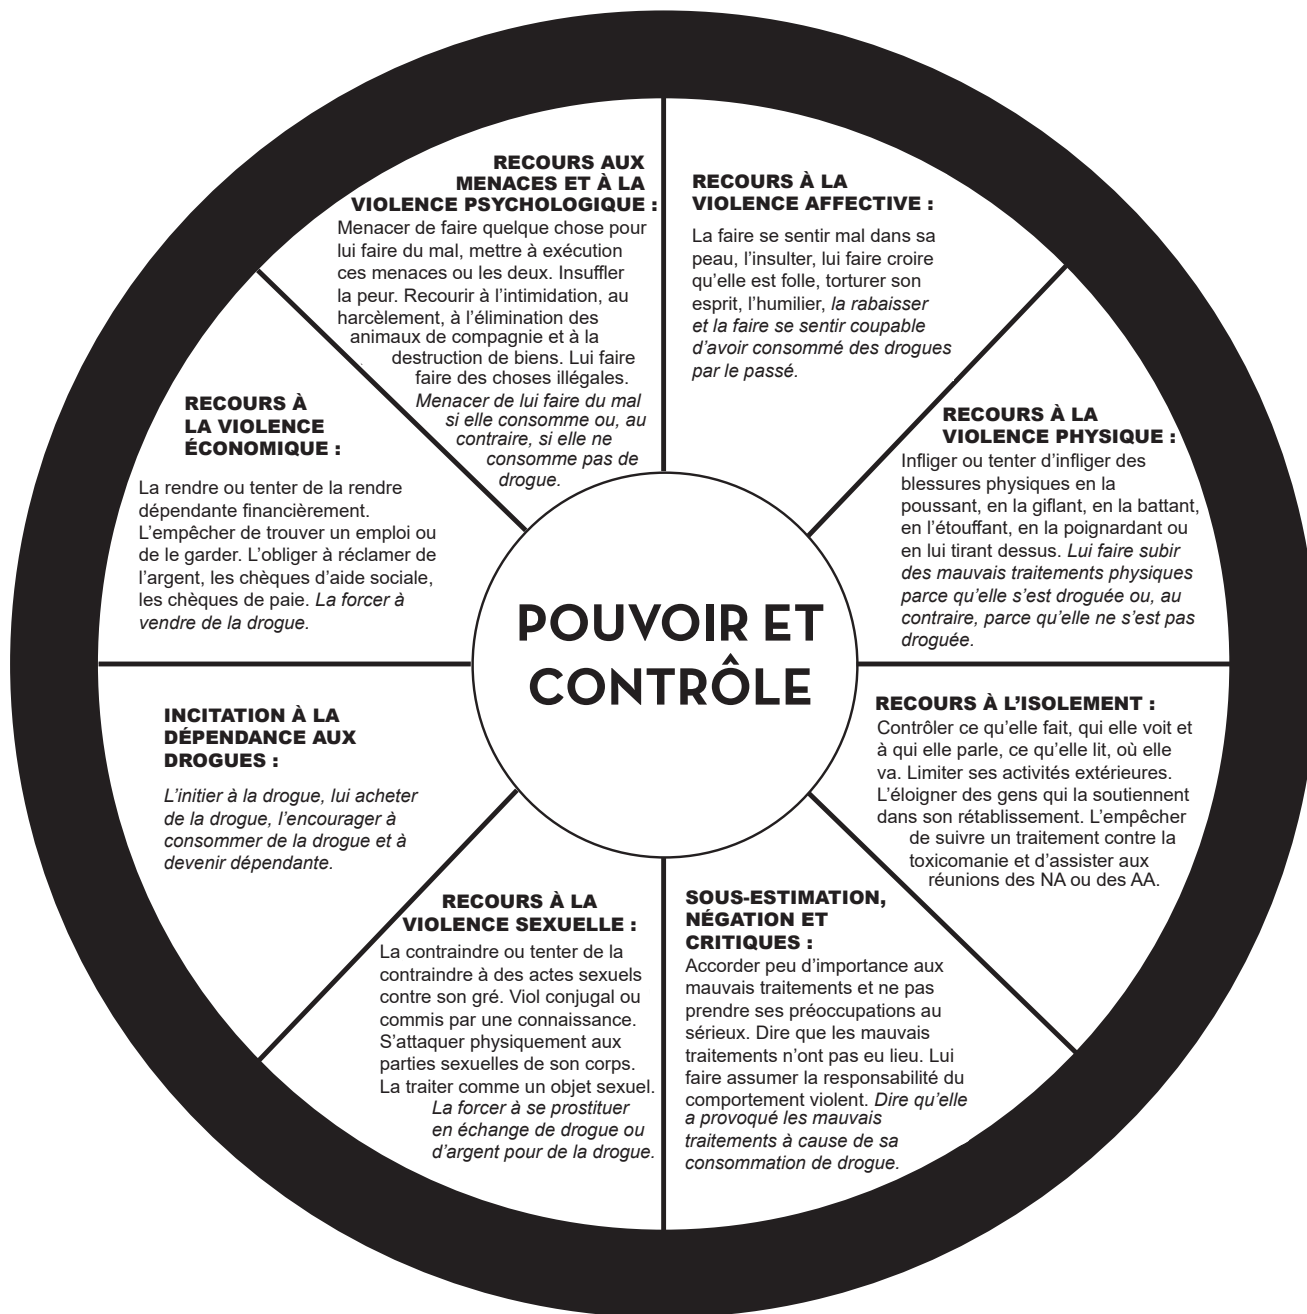 RECOURS AUX
MENACES ET À LA
VIOLENCE PSYCHOLOGIQUE :
Menacer de faire quelque chose pour
lui faire du mal, mettre à exécution
ces menaces ou les deux. Insuffler
la peur. Recourir à l’intimidation, au
harcèlement, à l’élimination des
animaux de compagnie et à la
destruction de biens. Lui faire
faire des choses illégales.
Menacer de lui faire du mal
si elle consomme ou, au
contraire, si elle ne
consomme pas de
drogue.
RECOURS À LA
VIOLENCE AFFECTIVE :
La faire se sentir mal dans sa
peau, l’insulter, lui faire croire
qu’elle est folle, torturer son
esprit, l’humilier, la rabaisser
et la faire se sentir coupable
d’avoir consommé des drogues
par le passé.
RECOURS À LA
VIOLENCE PHYSIQUE :
Infliger ou tenter d’infliger des
blessures physiques en la
poussant, en la giflant, en la battant,
en l’étouffant, en la poignardant ou
en lui tirant dessus. Lui faire subir
des mauvais traitements physiques
parce qu’elle s’est droguée ou, au
contraire, parce qu’elle ne s’est pas
droguée.
RECOURS À L’ISOLEMENT :
Contrôler ce qu’elle fait, qui elle voit et
à qui elle parle, ce qu’elle lit, où elle
va. Limiter ses activités extérieures.
L’éloigner des gens qui la soutiennent
dans son rétablissement. L’empêcher
de suivre un traitement contre la
toxicomanie et d’assister aux
réunions des NA ou des AA.
SOUS-ESTIMATION,
NÉGATION ET
CRITIQUES :
Accorder peu d’importance aux
mauvais traitements et ne pas
prendre ses préoccupations au
sérieux. Dire que les mauvais
traitements n’ont pas eu lieu. Lui
faire assumer la responsabilité du
comportement violent. Dire qu’elle
a provoqué les mauvais
traitements à cause de sa
consommation de drogue.
RECOURS À LA
VIOLENCE SEXUELLE :
La contraindre ou tenter de la
contraindre à des actes sexuels
contre son gré. Viol conjugal ou
commis par une connaissance.
S’attaquer physiquement aux
parties sexuelles de son corps.
La traiter comme un objet sexuel.
La forcer à se prostituer
en échange de drogue ou
d’argent pour de la drogue.
INCITATION À LA
DÉPENDANCE AUX
DROGUES :
L’initier à la drogue, lui acheter
de la drogue, l’encourager à
consommer de la drogue et à
devenir dépendante.
RECOURS À
LA VIOLENCE
ÉCONOMIQUE :
La rendre ou tenter de la rendre
dépendante financièrement.
L’empêcher de trouver un emploi ou
de le garder. L’obliger à réclamer de
l’argent, les chèques d’aide sociale,
les chèques de paie. La forcer à
vendre de la drogue.
POUVOIR ET
CONTRÔLE